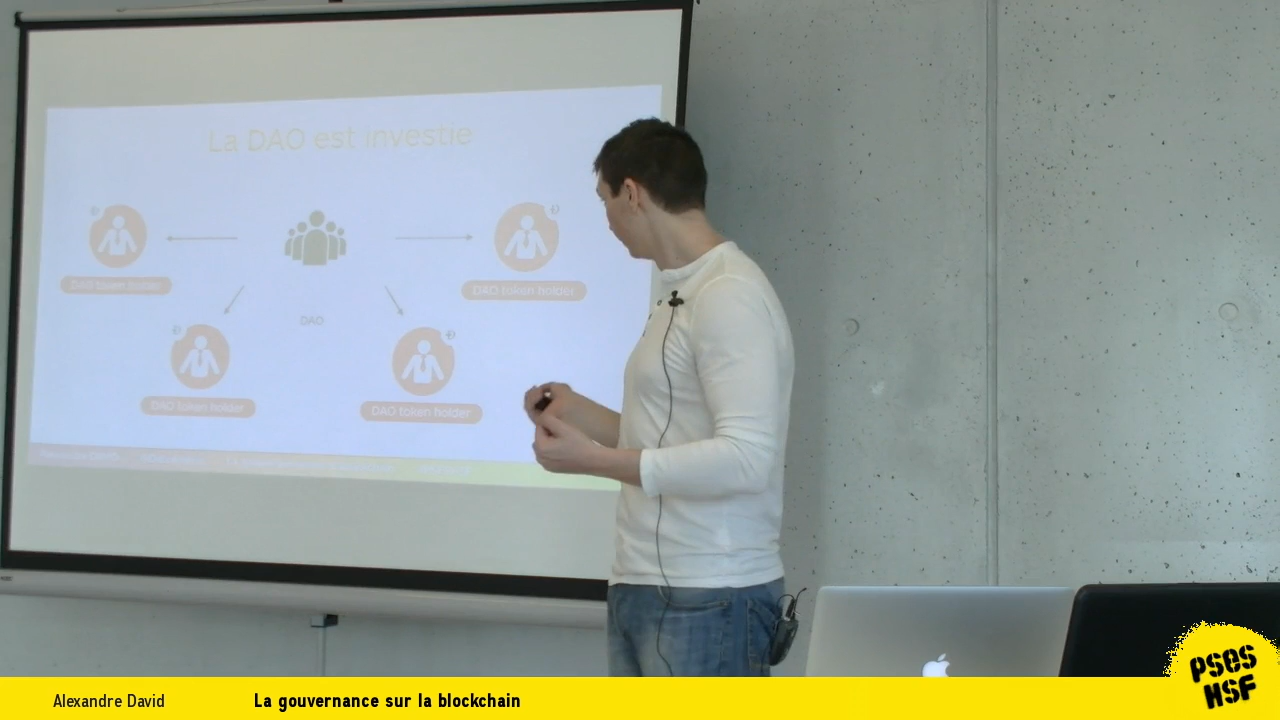 La DAO est investie
DAO token holder
DAO token holder
DAO
DAO token holder
DAO token holder
Alexandre David
La gouvernance sur la blockchain
PSES
HSF